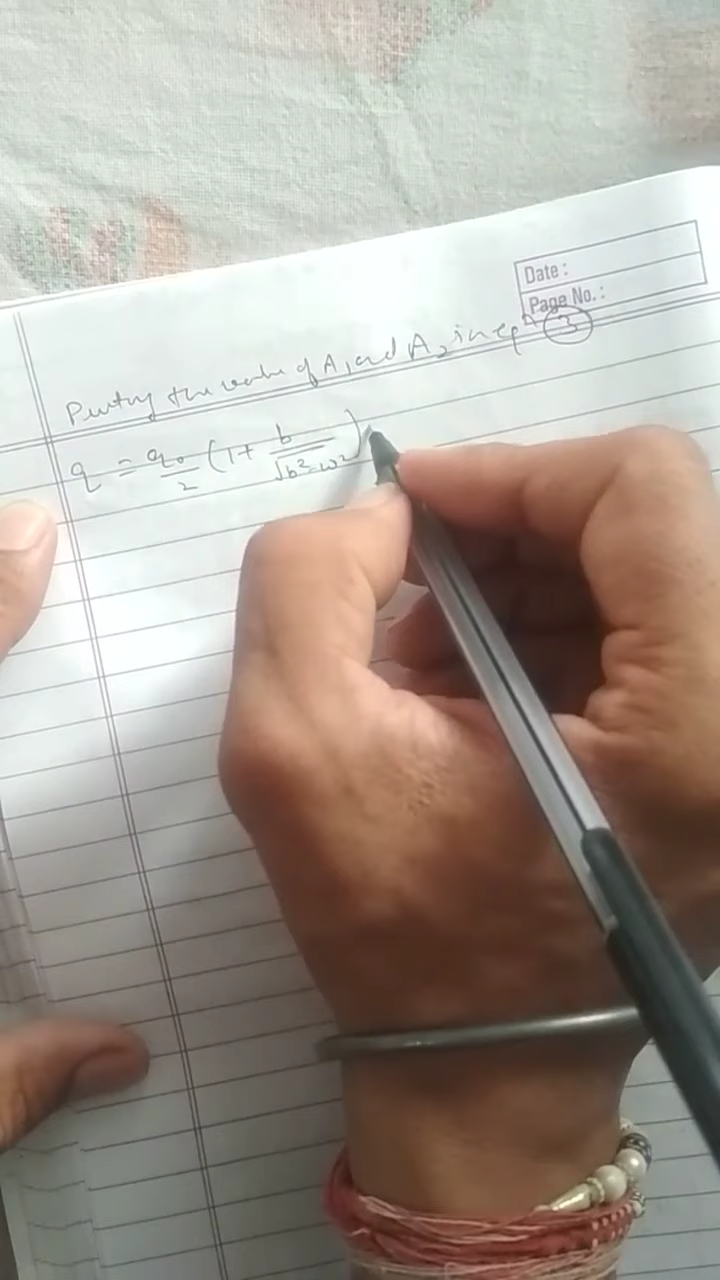 Date :
Page No. :
Putting the value of A₁ and A₂ in eqⁿ ③
q = q₀/2 (1 + b/√b²-ω²)